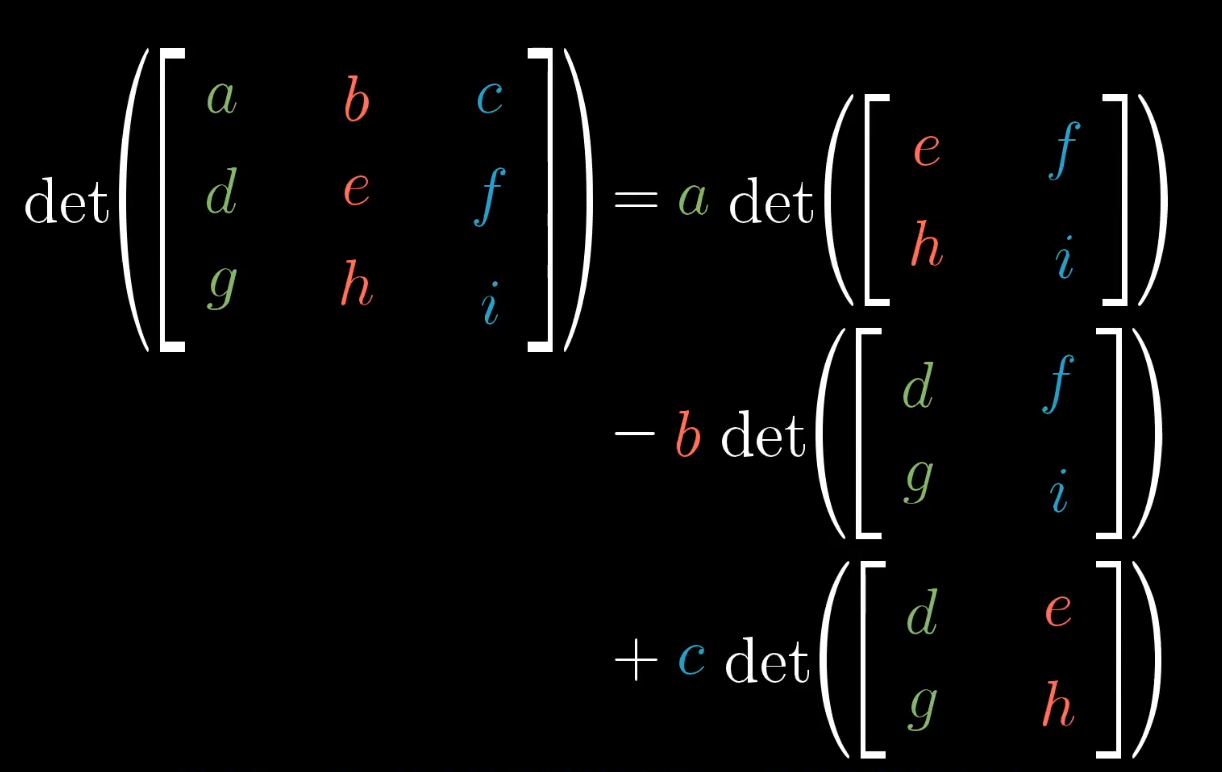 det([a b c
d e f
g h i]) = a det([e f
h i])
− b det([d f
g i])
+ c det([d e
g h])